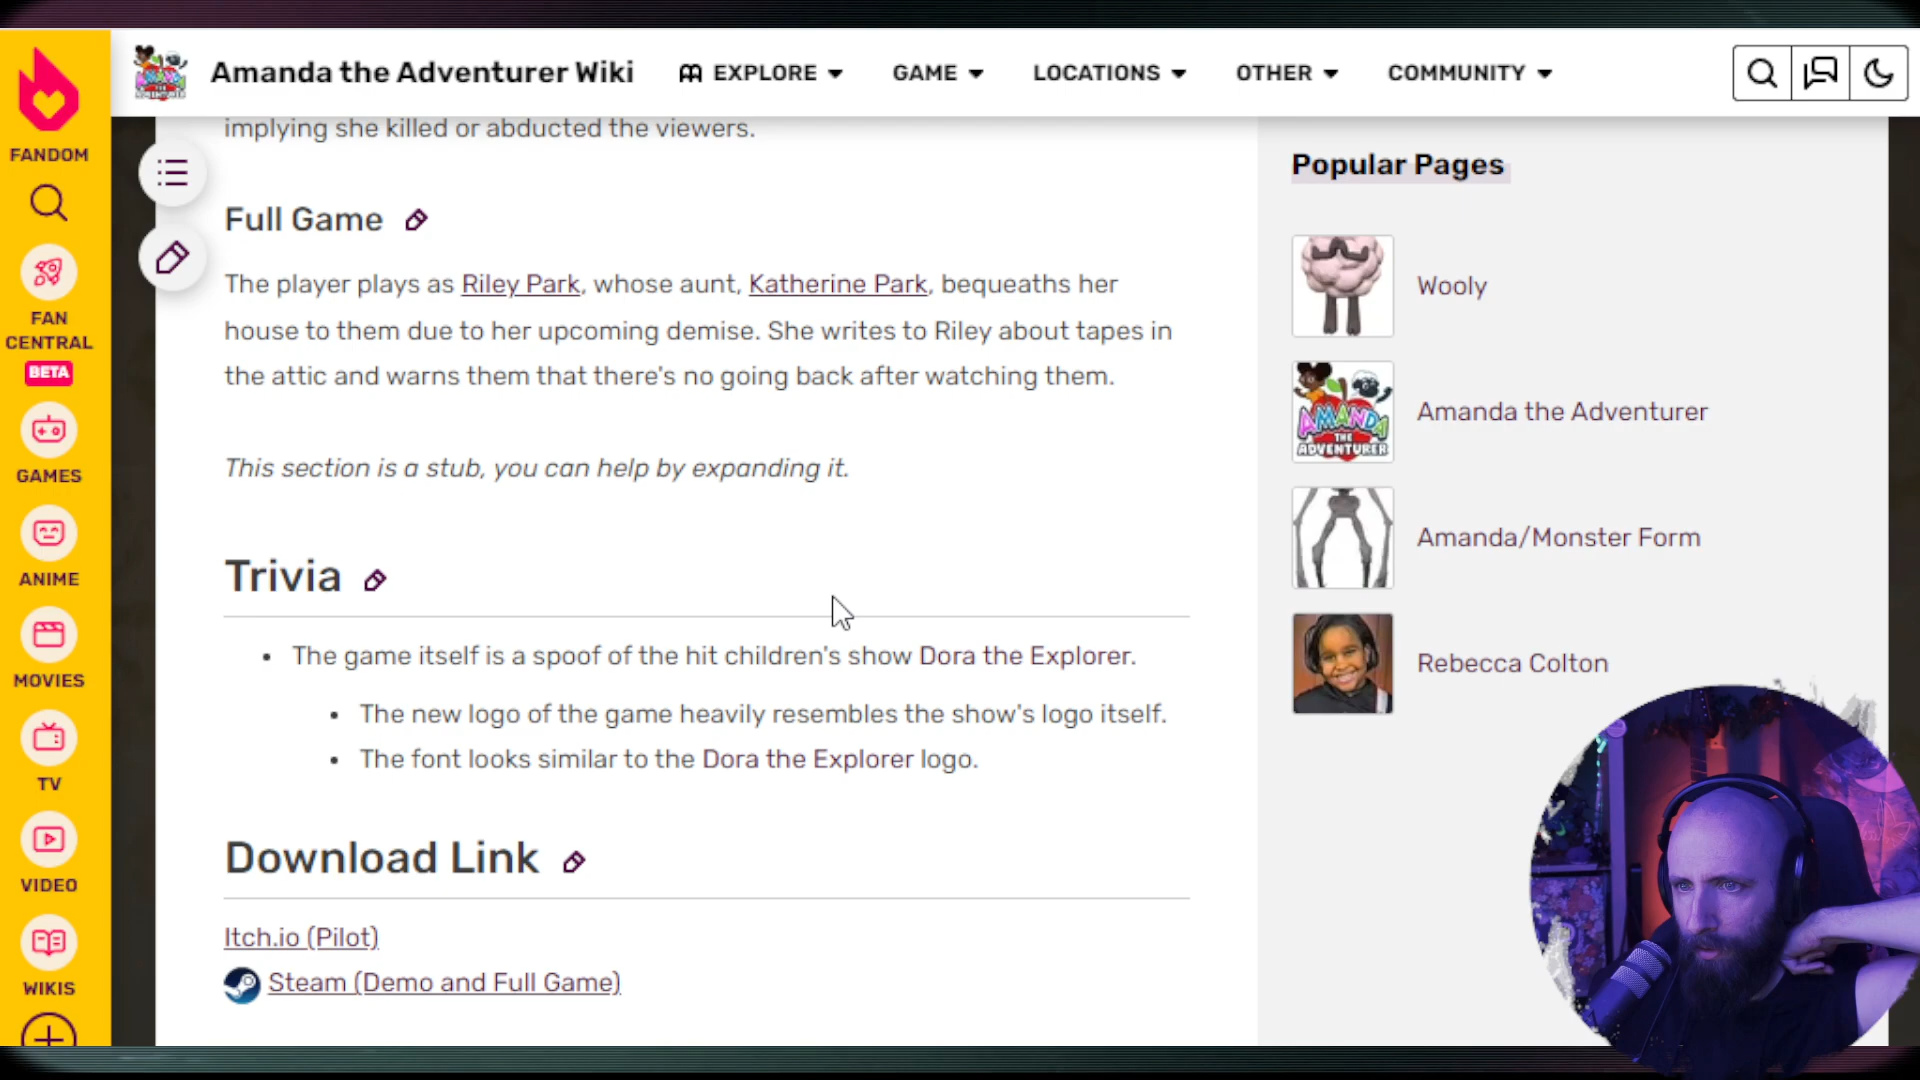 Amanda the Adventurer Wiki
EXPLORE
GAME
LOCATIONS
OTHER
COMMUNITY
FANDOM
FAN
CENTRAL
BETA
GAMES
ANIME
MOVIES
TV
VIDEO
WIKIS
implying she killed or abducted the viewers.
Full Game
The player plays as Riley Park, whose aunt, Katherine Park, bequeaths her
house to them due to her upcoming demise. She writes to Riley about tapes in
the attic and warns them that there's no going back after watching them.
This section is a stub, you can help by expanding it.
Trivia
The game itself is a spoof of the hit children's show Dora the Explorer.
The new logo of the game heavily resembles the show's logo itself.
The font looks similar to the Dora the Explorer logo.
Download Link
Itch.io (Pilot)
Steam (Demo and Full Game)
Popular Pages
Wooly
AMANDA
THE
ADVENTURER
Amanda the Adventurer
Amanda/Monster Form
Rebecca Colton